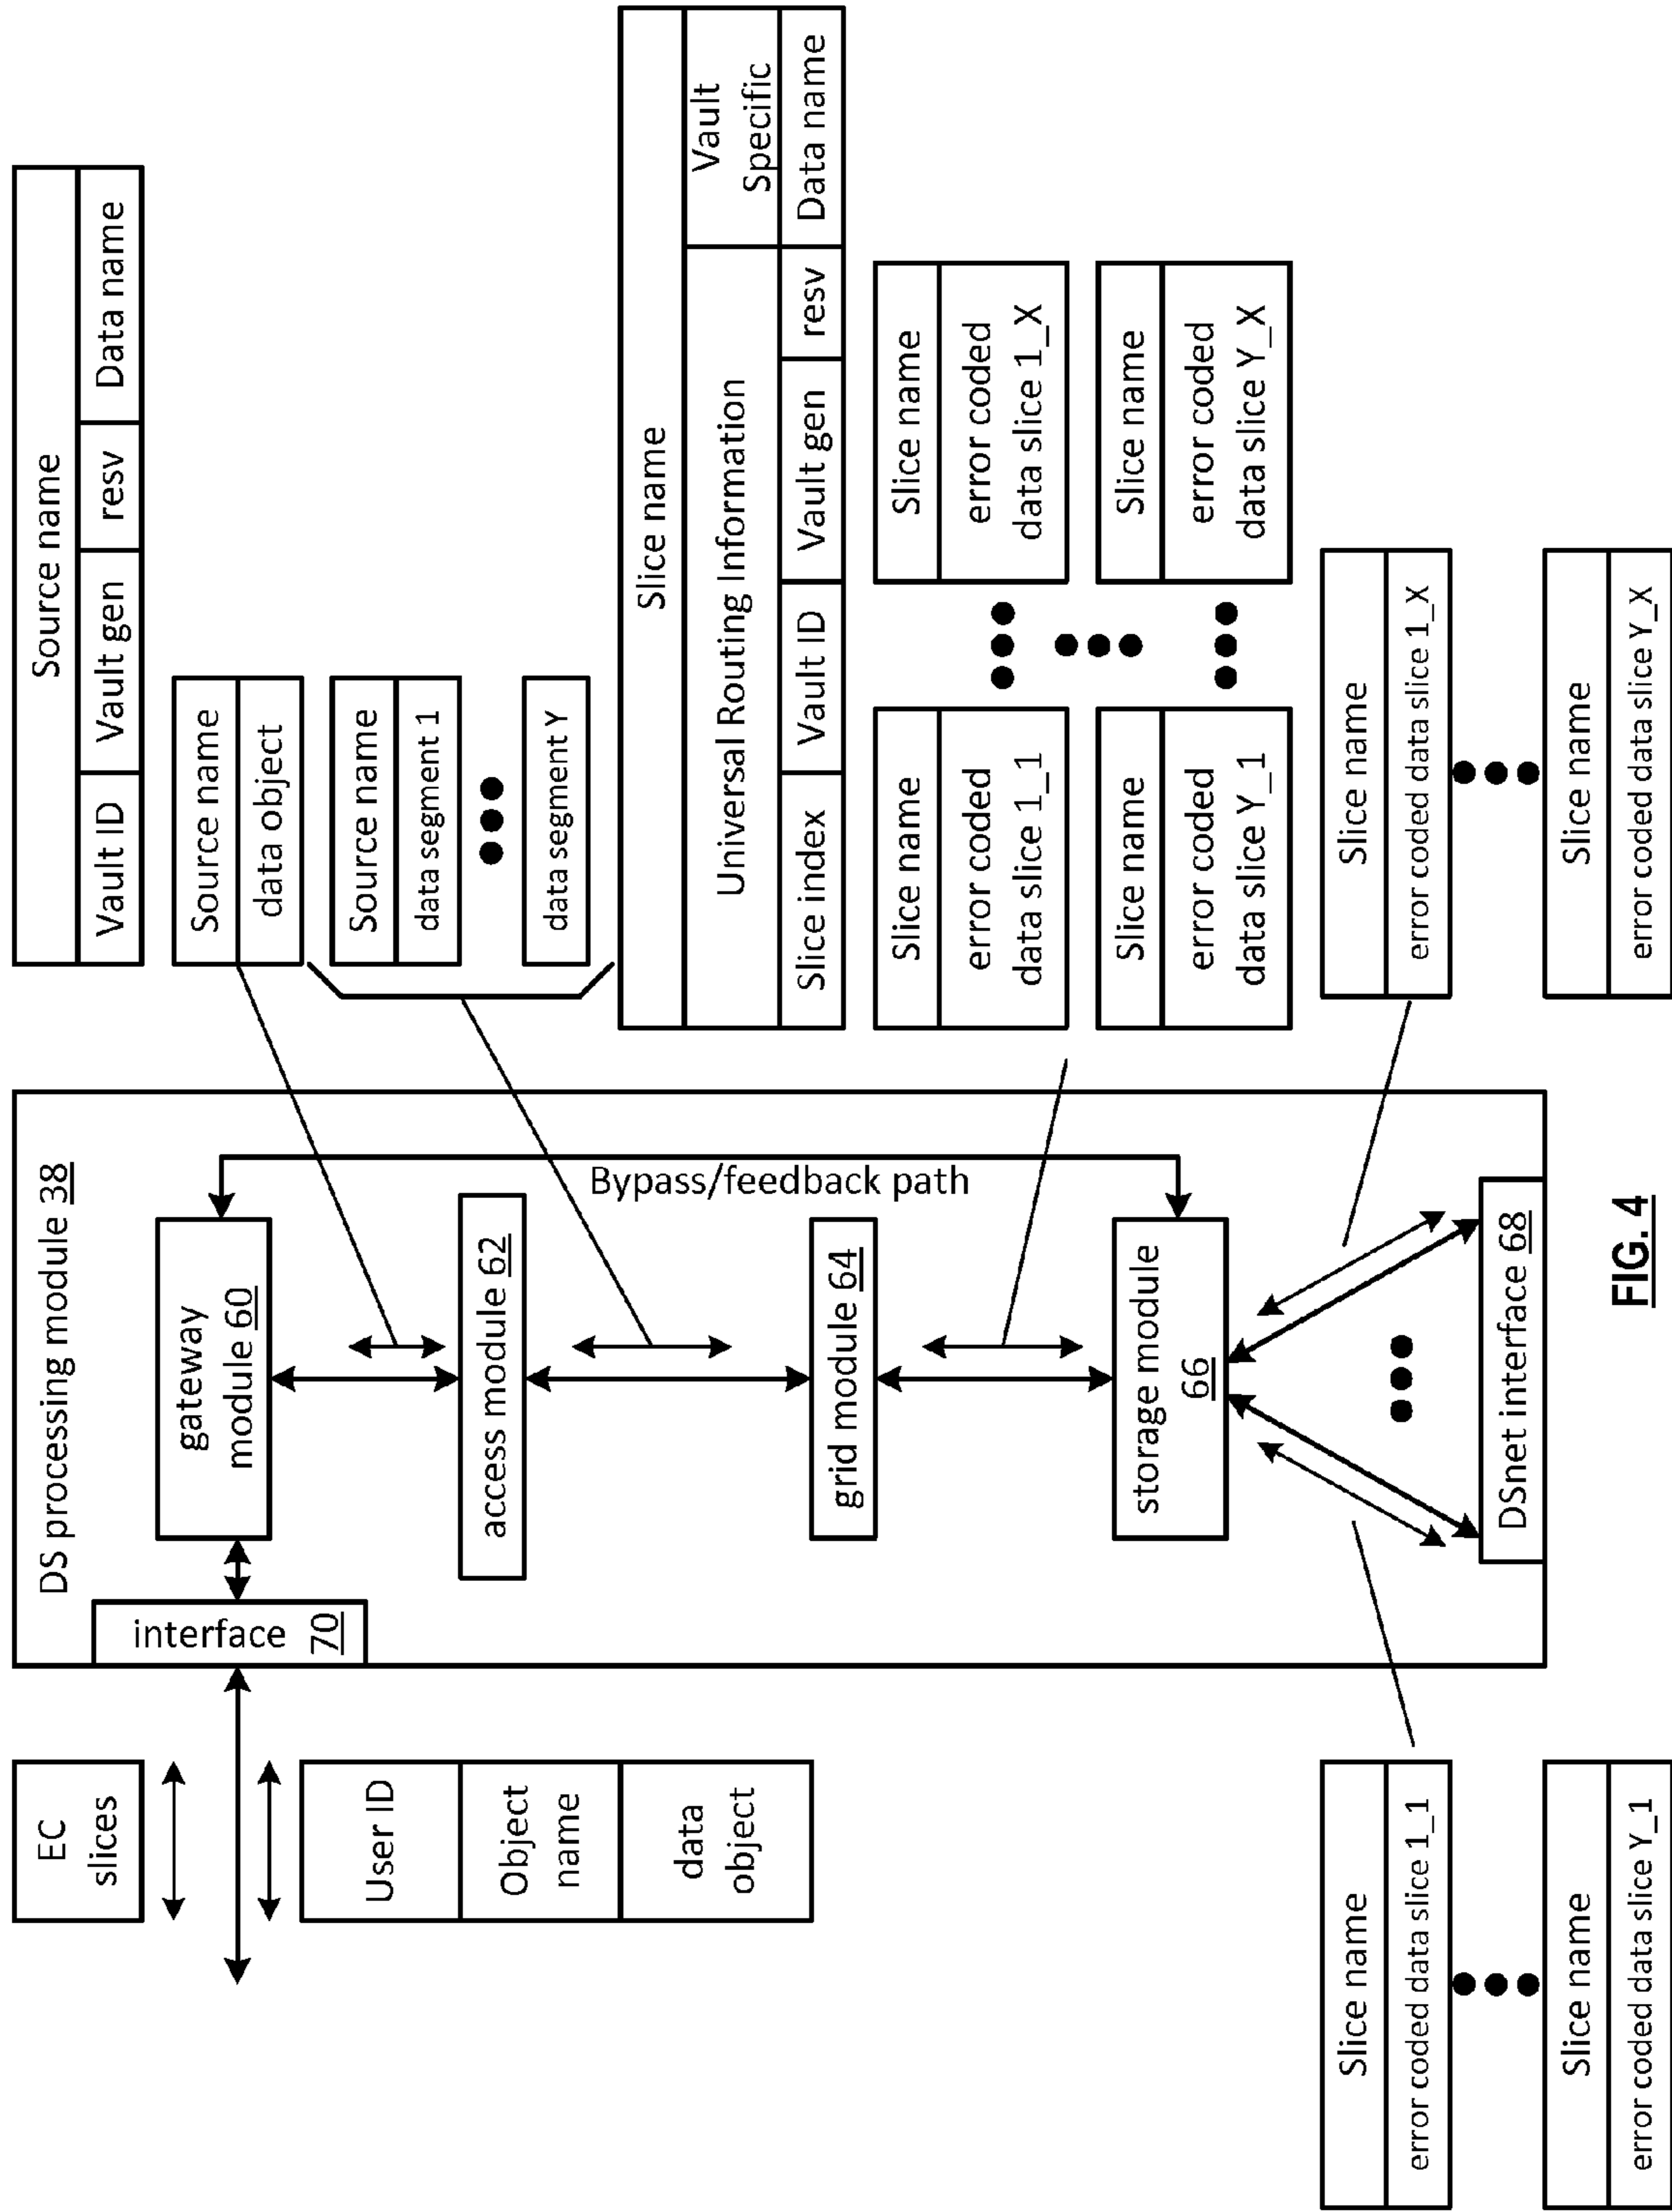 EC
slices
User ID
Object
name
data
object
DS processing module 38
interface 70
gateway
module 60
access module 62
Bypass/feedback path
grid module 64
storage module
66
DSnet interface 68
Source name
Vault ID Vault gen resv Data name
Source name
data object
Source name
data segment 1
data segment Y
Slice name
Universal Routing Information
Vault
Specific
Slice index Vault ID Vault gen resv Data name
Slice name
error coded
data slice 1_1
Slice name
error coded
data slice 1_X
Slice name
error coded
data slice Y_1
Slice name
error coded
data slice Y_X
Slice name
error coded data slice 1_1
Slice name
error coded data slice Y_1
Slice name
error coded data slice 1_X
Slice name
error coded data slice Y_X
FIG. 4